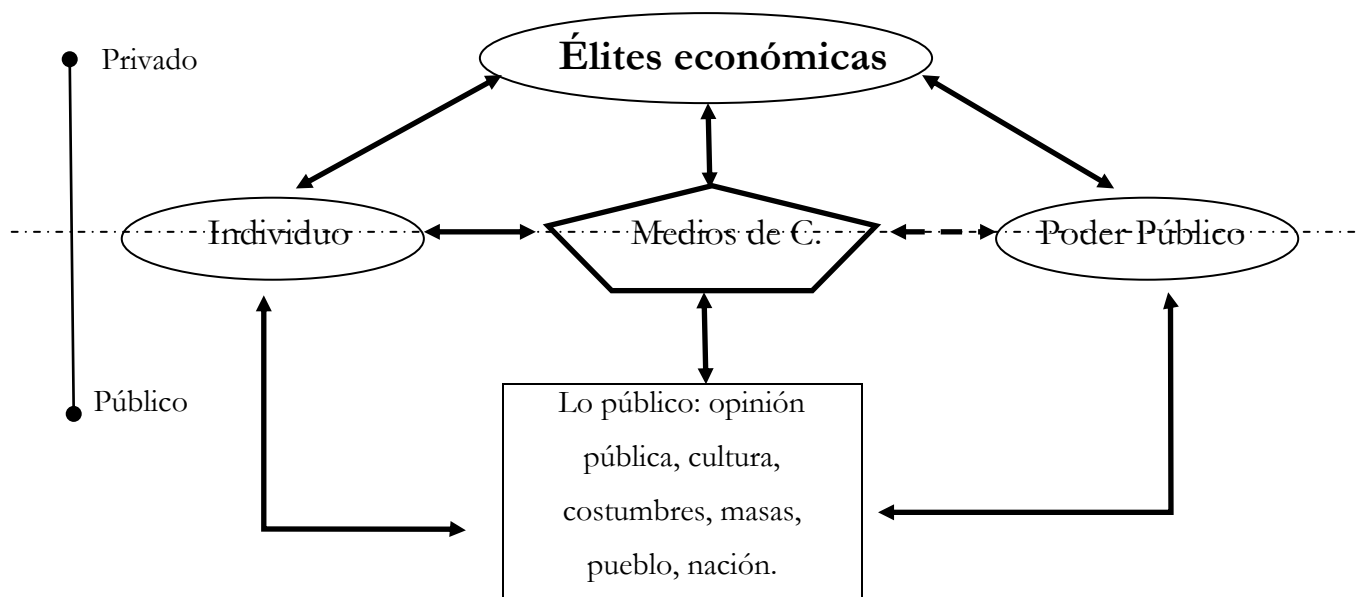 Privado
Élites económicas
Individuo
Medios de C.
Poder Público
Público
Lo público: opinión
pública, cultura,
costumbres, masas,
pueblo, nación.